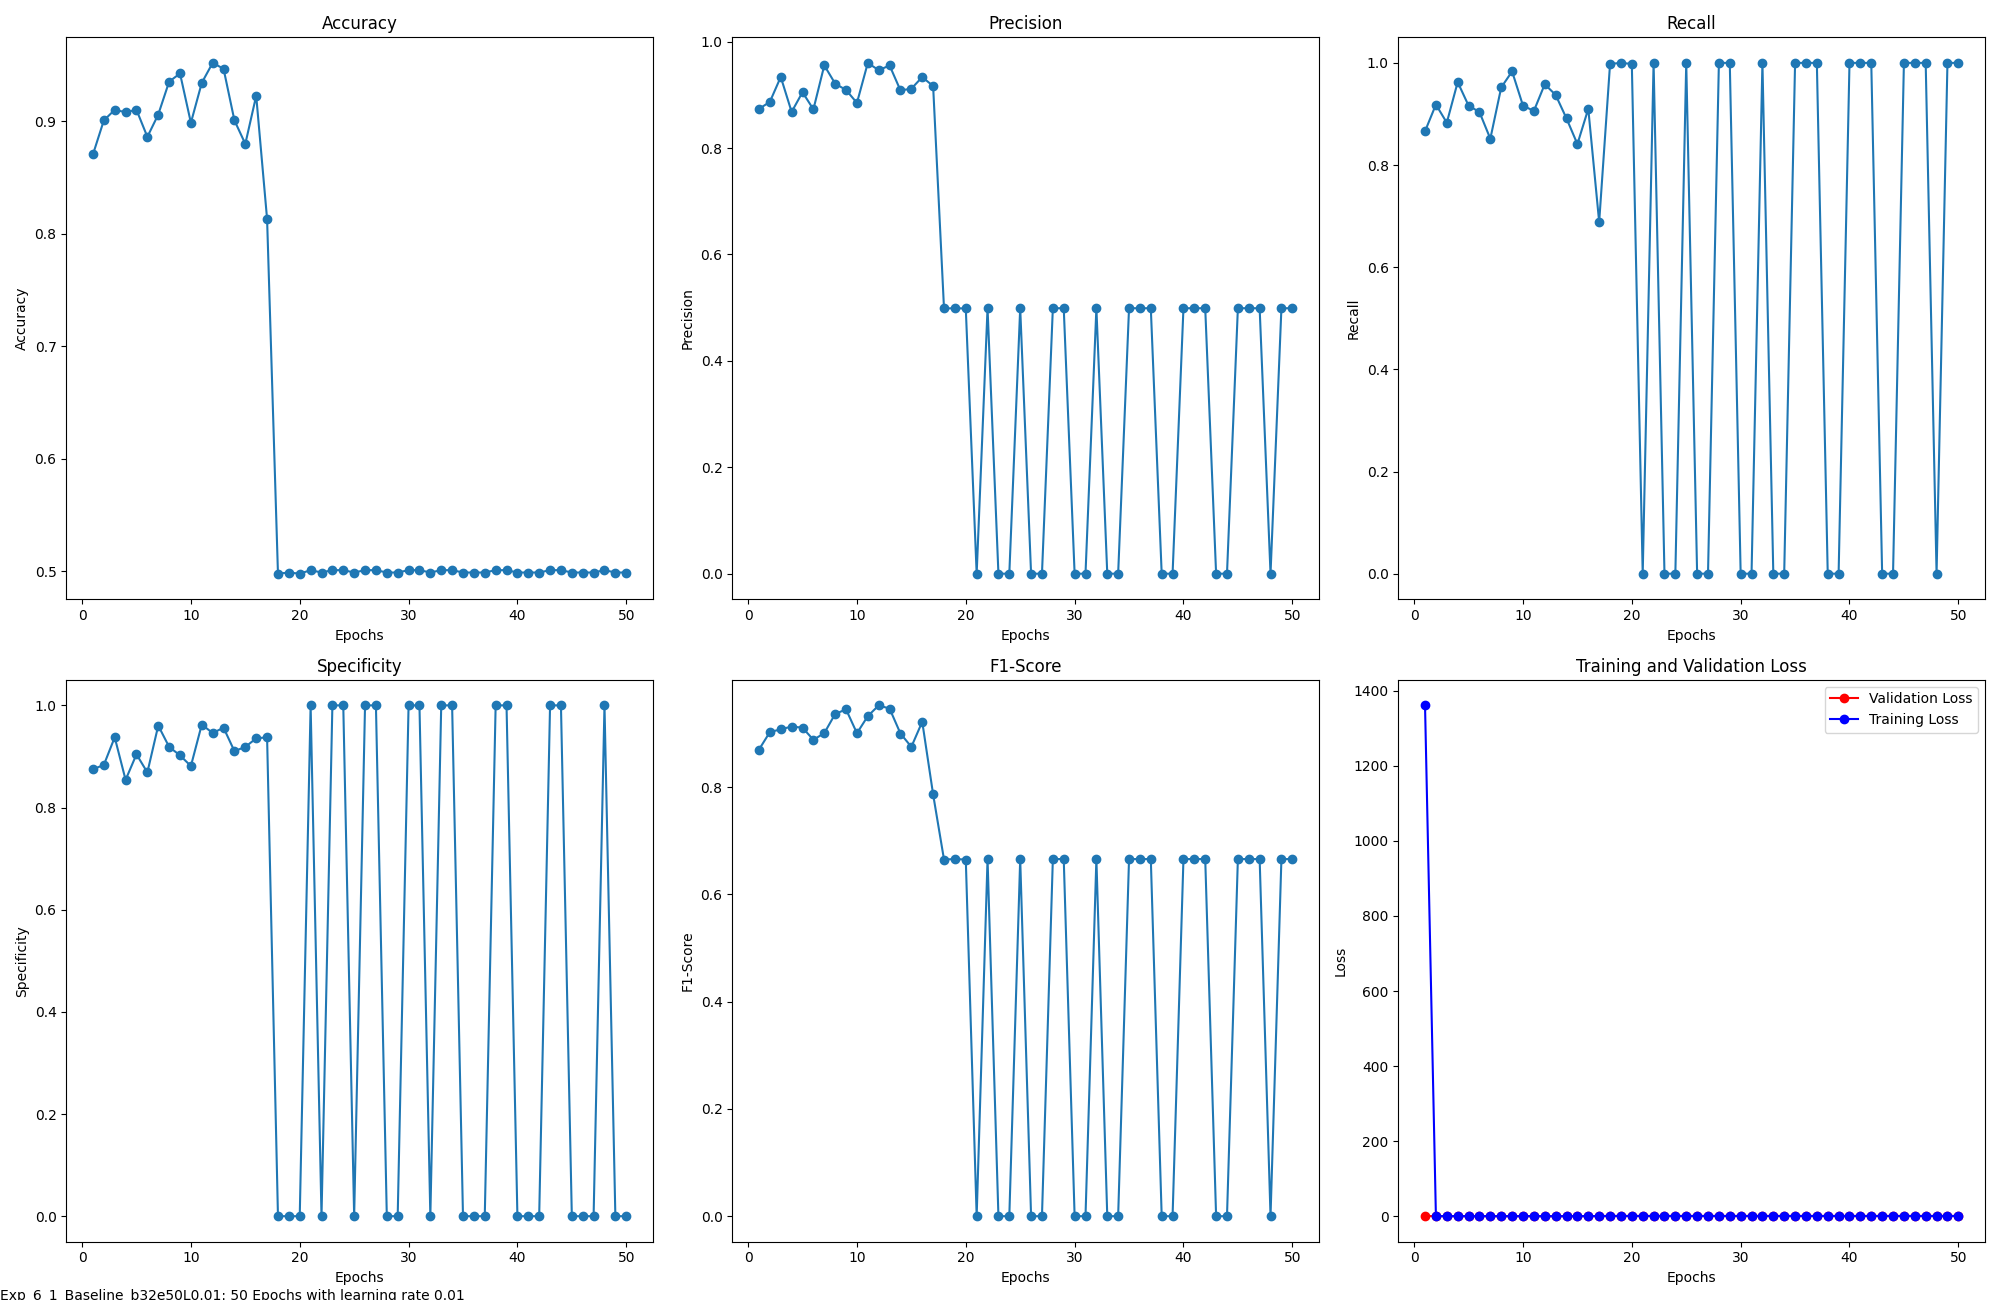 Accuracy
Accuracy
0.9
0.8
0.7
0.6
0.5
0 10 20 30 40 50
Epochs
Precision
Precision
1.0
0.8
0.6
0.4
0.2
0.0
0 10 20 30 40 50
Epochs
Recall
Recall
1.0
0.8
0.6
0.4
0.2
0.0
0 10 20 30 40 50
Epochs
Specificity
Specificity
1.0
0.8
0.6
0.4
0.2
0.0
0 10 20 30 40 50
Epochs
F1-Score
F1-Score
0.8
0.6
0.4
0.2
0.0
0 10 20 30 40 50
Epochs
Training and Validation Loss
Loss
1400
1200
1000
800
600
400
200
0
Validation Loss
Training Loss
0 10 20 30 40 50
Epochs
Exp_6_1_Baseline_b32e50L0.01: 50 Epochs with learning rate 0.01